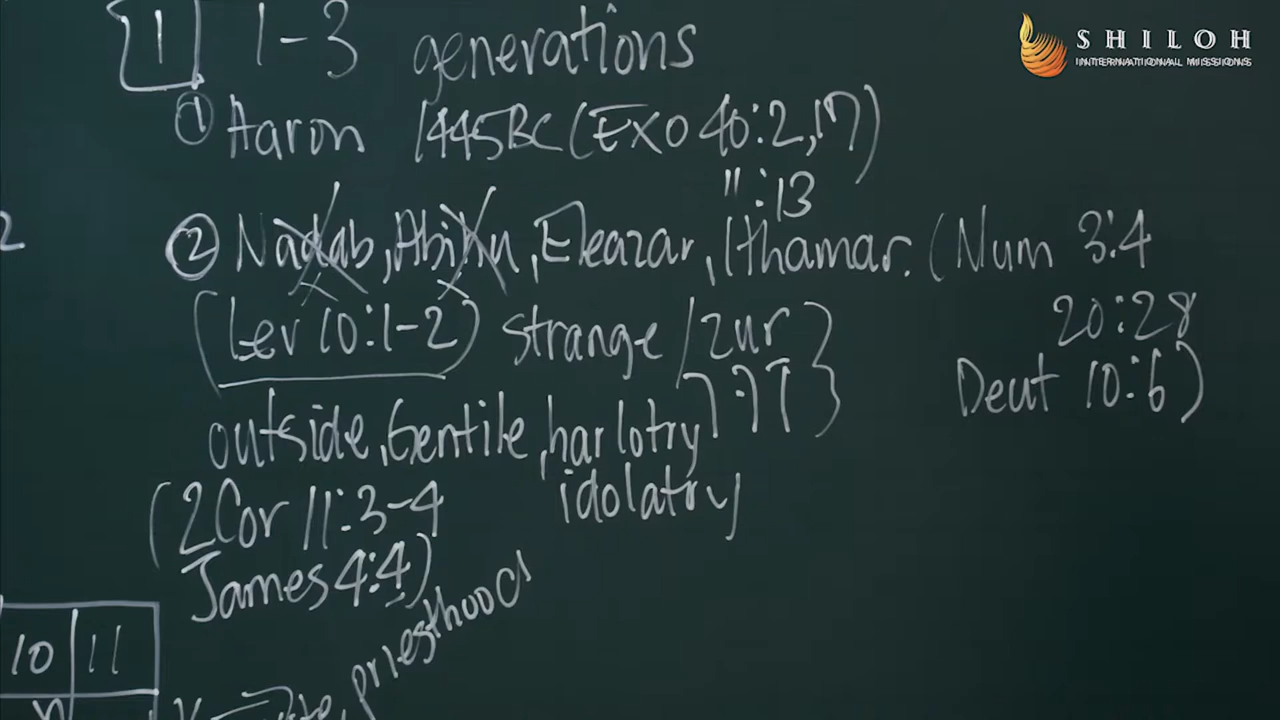 SHILOH
INTERNATIONAL MISSIONS
1 1-3 generations
① Aaron 1445BC (EXO 40:2,17)
" :13
② Nadab, Abihu, Eleazar, Ithamar. (Num 3:4
20:28
Deut 10:6)
(Lev 10:1-2) strange / zur
זור
outside, Gentile, harlotry
idolatry
(2Cor 11:3-4
James 4:4)
priesthood
10 11
2